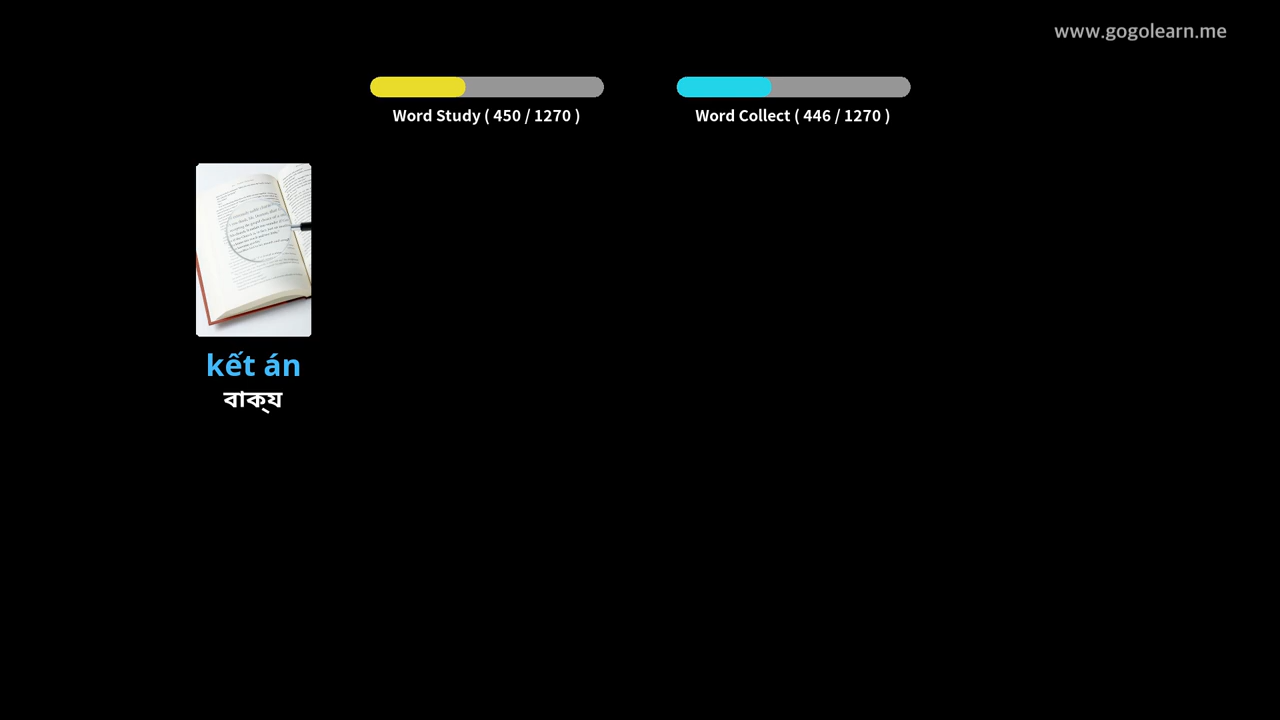 www.gogolearn.me
Word Study ( 450 / 1270 )
Word Collect ( 446 / 1270 )
kết án
বাক্য